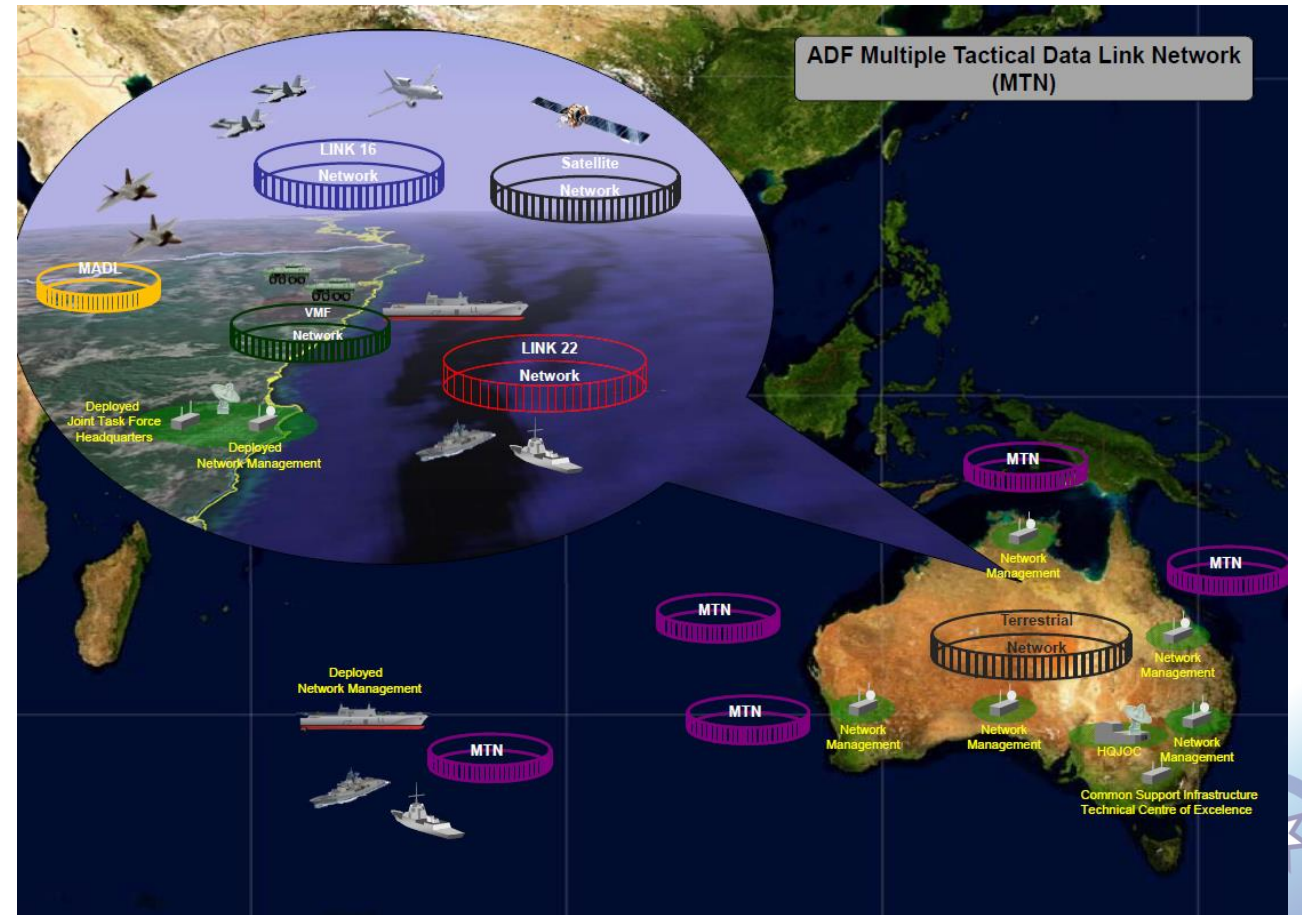 ADF Multiple Tactical Data Link Network
(MTN)
LINK 16
Network
Satellite
Network
MADL
VMF
Network
LINK 22
Network
Deployed
Joint Task Force
Headquarters
Deployed
Network Management
MTN
Network
Management
MTN
MTN
Terrestrial
Network
Network
Management
Deployed
Network Management
MTN
Network
Management
Network
Management
HQJOC
Network
Management
MTN
Common Support Infrastructure
Technical Centre of Excelence